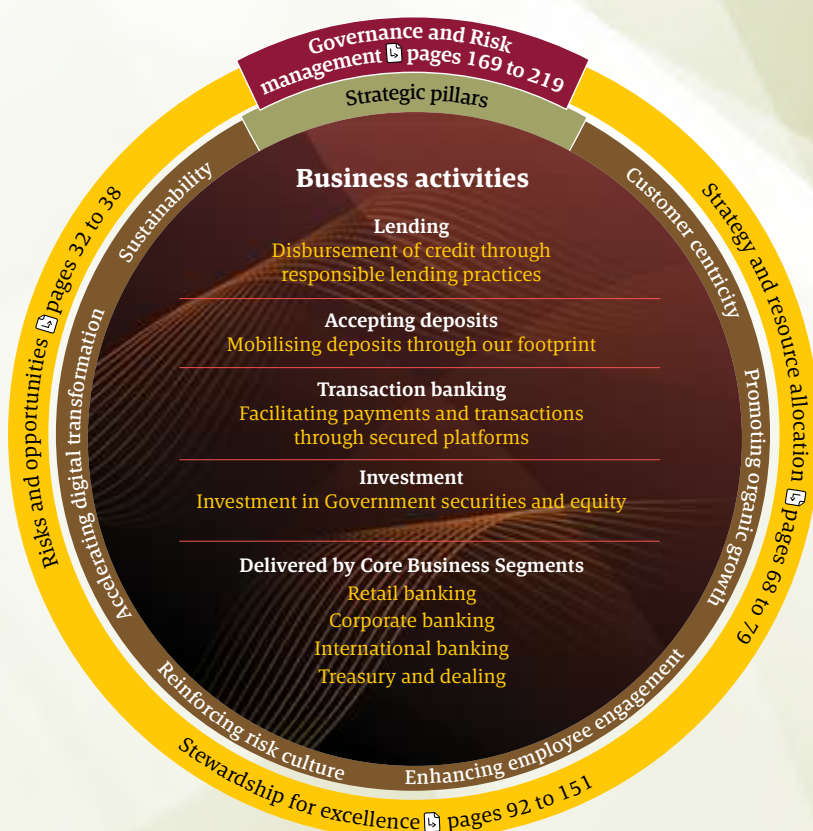 Governance and Risk
management pages 169 to 219
Strategic pillars
Business activities
Lending
Disbursement of credit through
responsible lending practices
Accepting deposits
Mobilising deposits through our footprint
Transaction banking
Facilitating payments and transactions
through secured platforms
Investment
Investment in Government securities and equity
Delivered by Core Business Segments
Retail banking
Corporate banking
International banking
Treasury and dealing
Customer centricity
Promoting organic growth
Enhancing employee engagement
Reinforcing risk culture
Accelerating digital transformation
Sustainability
Strategy and resource allocation pages 68 to 79
Stewardship for excellence pages 92 to 151
Risks and opportunities pages 32 to 38